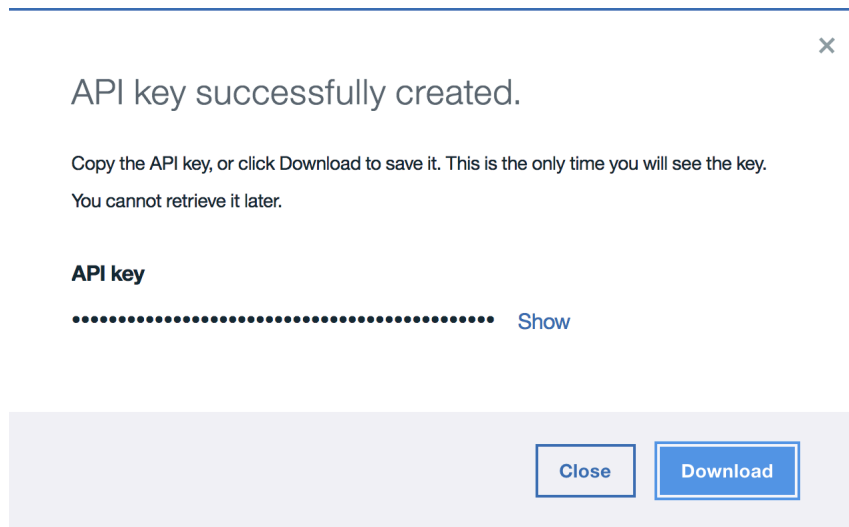 API key successfully created.
Copy the API key, or click Download to save it. This is the only time you will see the key.
You cannot retrieve it later.
API key
•••••••••••••••••••••••••••••••••••••••••••••• Show
Close Download